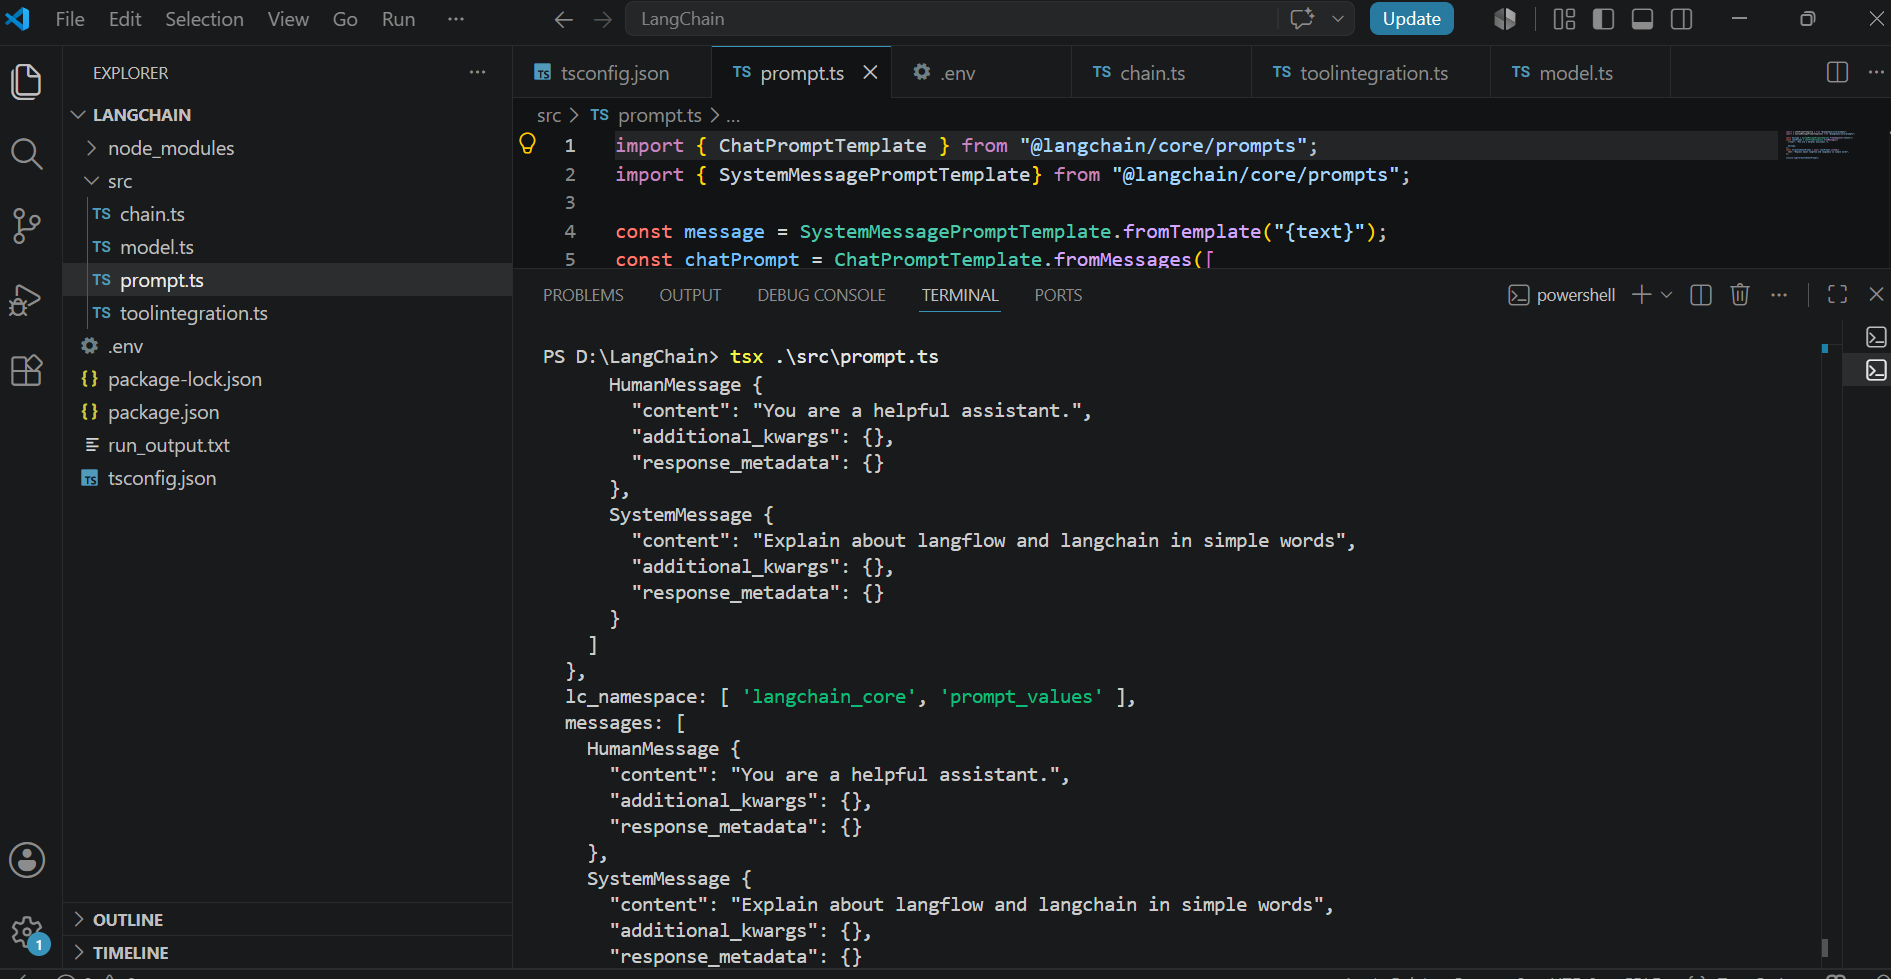 File Edit Selection View Go Run ···
LangChain
Update
EXPLORER
LANGCHAIN
node_modules
src
TS chain.ts
TS model.ts
TS prompt.ts
TS toolintegration.ts
.env
{} package-lock.json
{} package.json
run_output.txt
TS tsconfig.json
OUTLINE
TIMELINE
1
TS tsconfig.json
TS prompt.ts
.env
TS chain.ts
TS toolintegration.ts
TS model.ts
src > TS prompt.ts > ...
1 import { ChatPromptTemplate } from "@langchain/core/prompts";
2 import { SystemMessagePromptTemplate} from "@langchain/core/prompts";
3
4 const message = SystemMessagePromptTemplate.fromTemplate("{text}");
5 const chatPrompt = ChatPromptTemplate.fromMessages([
PROBLEMS OUTPUT DEBUG CONSOLE TERMINAL PORTS
powershell
PS D:\LangChain> tsx .\src\prompt.ts
HumanMessage {
"content": "You are a helpful assistant.",
"additional_kwargs": {},
"response_metadata": {}
},
SystemMessage {
"content": "Explain about langflow and langchain in simple words",
"additional_kwargs": {},
"response_metadata": {}
}
]
},
lc_namespace: [ 'langchain_core', 'prompt_values' ],
messages: [
HumanMessage {
"content": "You are a helpful assistant.",
"additional_kwargs": {},
"response_metadata": {}
},
SystemMessage {
"content": "Explain about langflow and langchain in simple words",
"additional_kwargs": {},
"response_metadata": {}